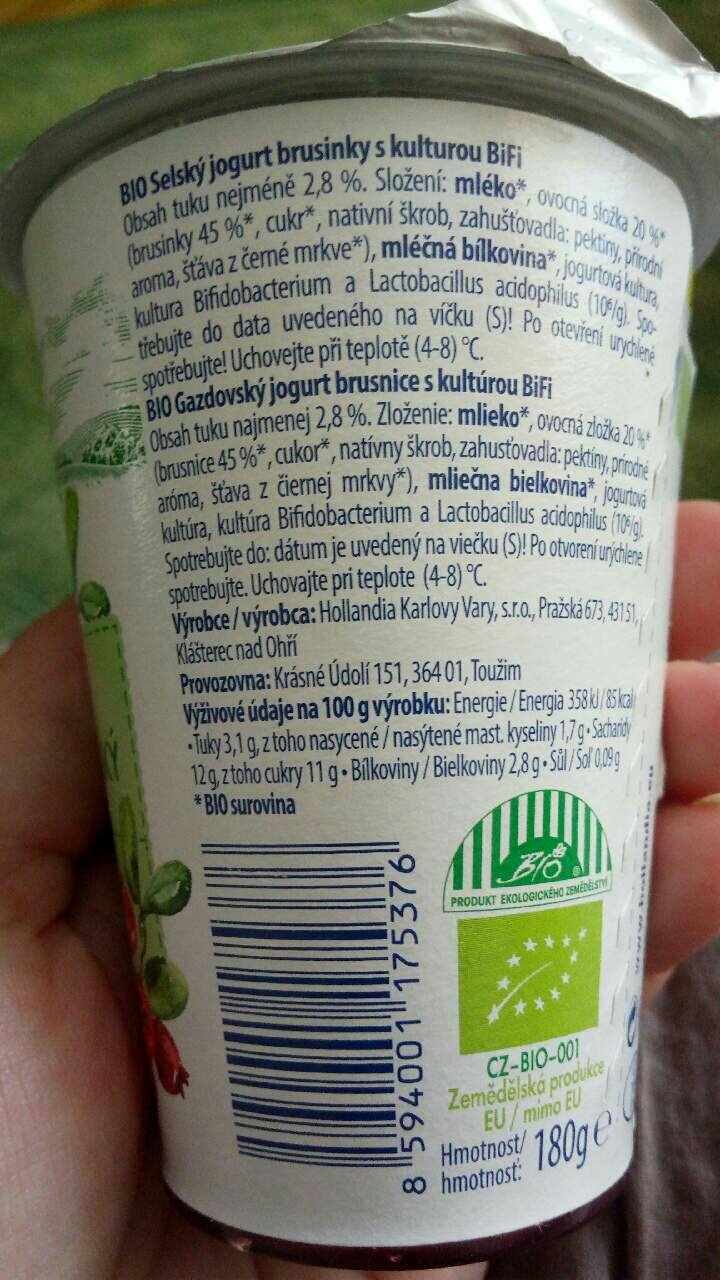 BIO Selský jogurt brusinky s kulturou BiFi
Obsah tuku nejméně 2,8 %. Složení: mléko*, ovocná složka 20 %*
(brusinky 45 %*, cukr*, nativní škrob, zahušťovadla: pektiny, přírodní
aroma, šťáva z černé mrkve*), mléčná bílkovina*, jogurtová kultura,
kultura Bifidobacterium a Lactobacillus acidophilus (10⁶/g). Spo-
třebujte do data uvedeného na víčku (S)! Po otevření urychleně
spotřebujte! Uchovejte při teplotě (4-8) °C.
BIO Gazdovský jogurt brusnice s kultúrou BiFi
Obsah tuku najmenej 2,8 %. Zloženie: mlieko*, ovocná zložka 20 %*
(brusnice 45 %*, cukor*, natívny škrob, zahusťovadla: pektíny, prírodné
aróma, šťava z čiernej mrkvy*), mliečna bielkovina*, jogurtová
kultúra, kultúra Bifidobacterium a Lactobacillus acidophilus (10⁶/g).
Spotrebujte do: dátum je uvedený na viečku (S)! Po otvorení urýchlene
spotrebujte. Uchovajte pri teplote (4-8) °C.
Výrobce / výrobca: Hollandia Karlovy Vary, s.r.o., Pražská 673, 431 51,
Klášterec nad Ohří
Provozovna: Krásné Údolí 151, 364 01, Toužim
Výživové údaje na 100 g výrobku: Energie / Energia 358 kJ / 85 kcal
• Tuky 3,1 g, z toho nasycené / nasýtené mast. kyseliny 1,7 g • Sacharidy
12 g, z toho cukry 11 g • Bílkoviny / Bielkoviny 2,8 g • Sůl / Soľ 0,09 g
* BIO surovina
8 594001 175376
BIO ®
PRODUKT EKOLOGICKÉHO ZEMĚDĚLSTVÍ
CZ-BIO-001
Zemědělská produkce
EU / mimo EU
Hmotnost/
hmotnosť: 180g e
www.hollandia.eu
KÝ